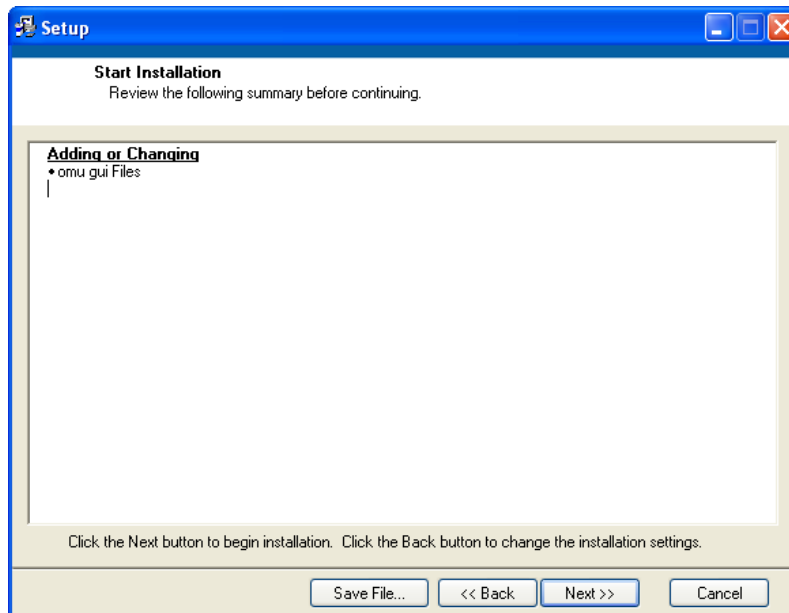 Setup
Start Installation
Review the following summary before continuing.
Adding or Changing
• omu gui Files
Click the Next button to begin installation. Click the Back button to change the installation settings.
Save File... << Back Next >> Cancel